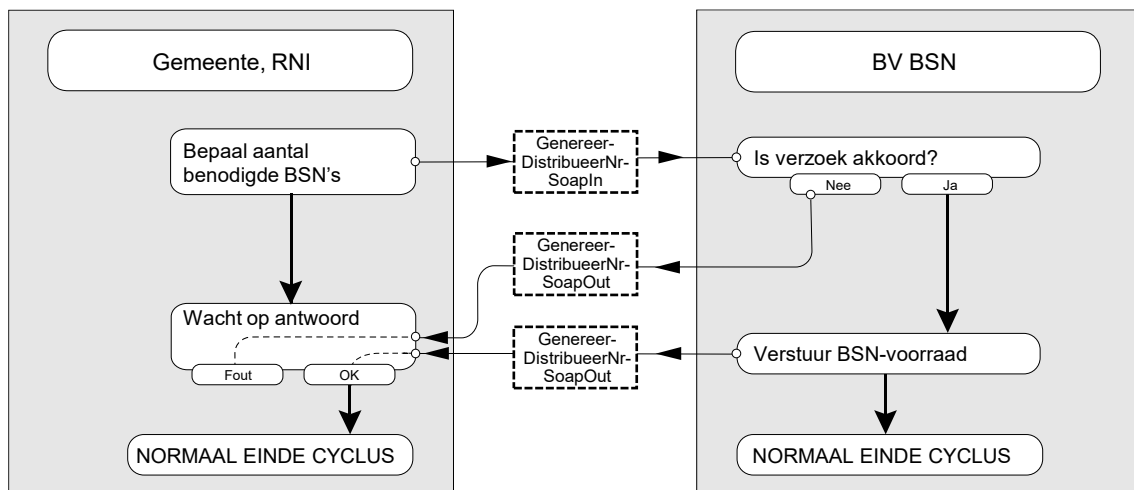 Gemeente, RNI
BV BSN
Bepaal aantal
benodigde BSN's
Genereer-
DistribueerNr-
SoapIn
Is verzoek akkoord?
Nee
Ja
Genereer-
DistribueerNr-
SoapOut
Wacht op antwoord
Fout
OK
Genereer-
DistribueerNr-
SoapOut
Verstuur BSN-voorraad
NORMAAL EINDE CYCLUS
NORMAAL EINDE CYCLUS